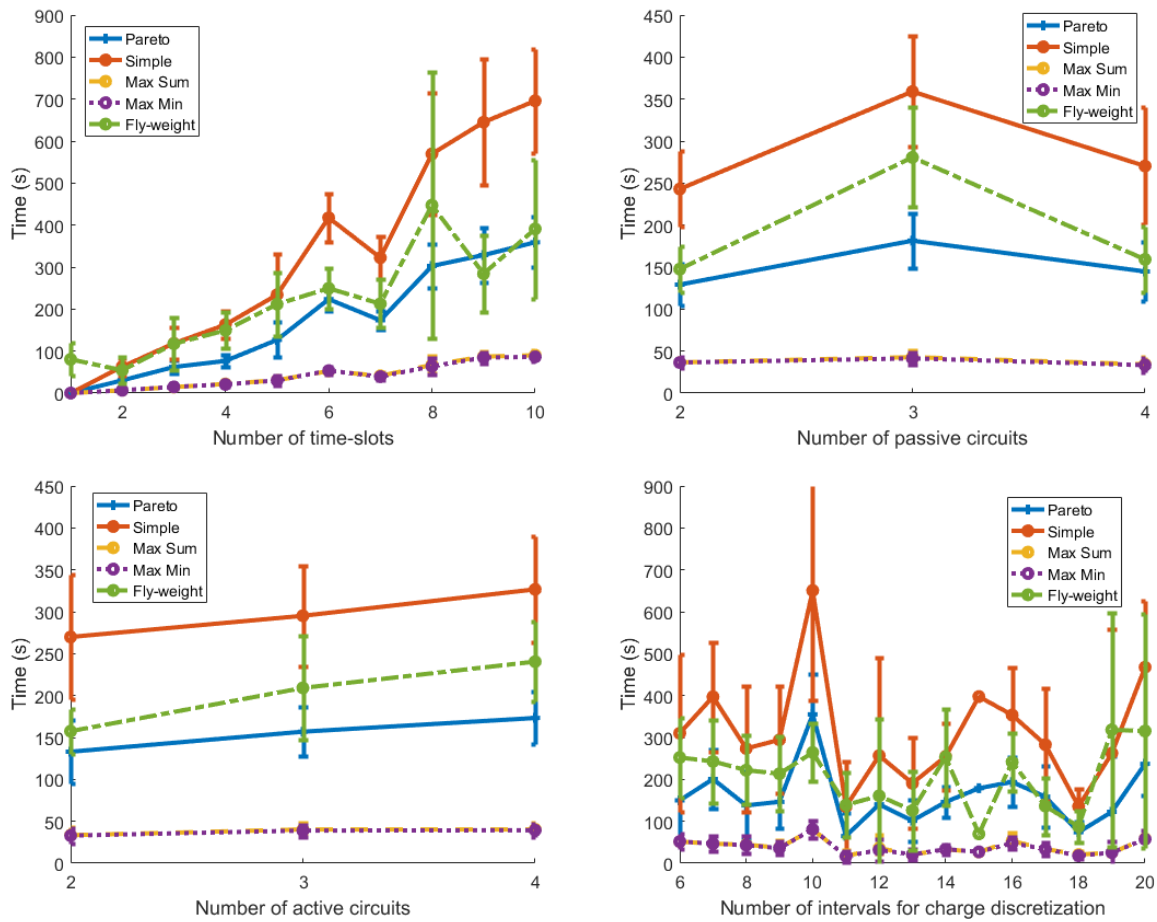 900
800
700
600
500
400
300
200
100
0
Time (s)
Pareto
Simple
Max Sum
Max Min
Fly-weight
2 4 6 8 10
Number of time-slots
450
400
350
300
250
200
150
100
50
0
Time (s)
Pareto
Simple
Max Sum
Max Min
Fly-weight
2 3 4
Number of passive circuits
450
400
350
300
250
200
150
100
50
0
Time (s)
Pareto
Simple
Max Sum
Max Min
Fly-weight
2 3 4
Number of active circuits
900
800
700
600
500
400
300
200
100
0
Time (s)
Pareto
Simple
Max Sum
Max Min
Fly-weight
6 8 10 12 14 16 18 20
Number of intervals for charge discretization